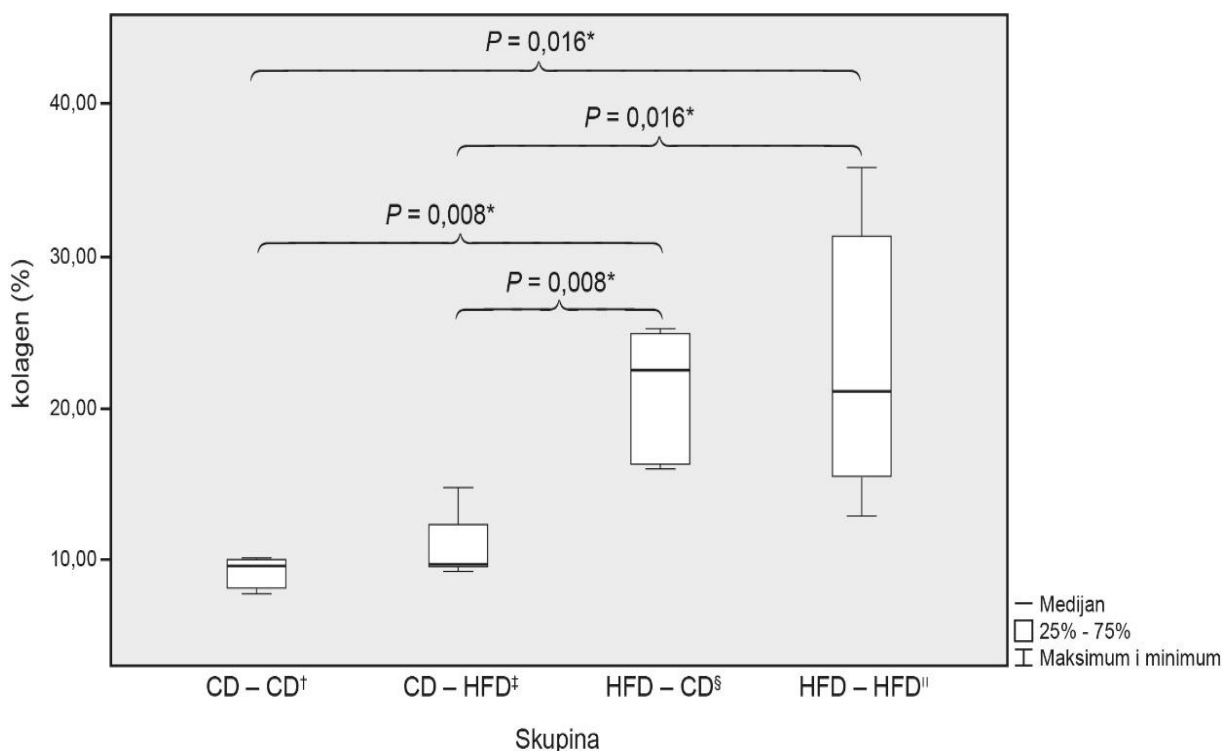 P = 0,016*
40,00
P = 0,016*
P = 0,008*
30,00
P = 0,008*
kolagen (%)
20,00
10,00
— Medijan
25% - 75%
Maksimum i minimum
CD – CD† CD – HFD‡ HFD – CD§ HFD – HFD||
Skupina